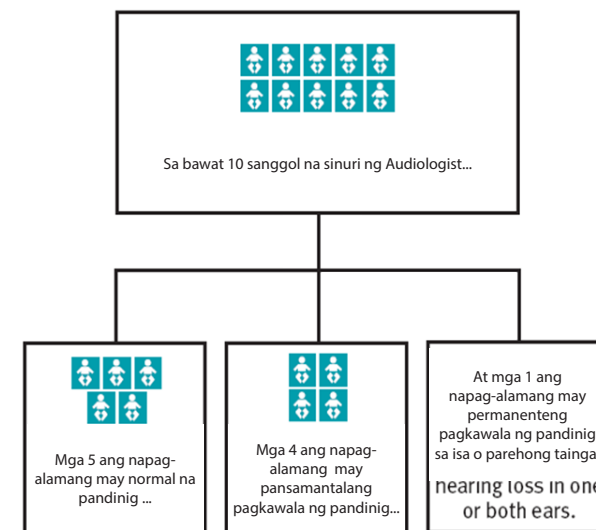 Sa bawat 10 sanggol na sinuri ng Audiologist...
Mga 5 ang napag-
alamang may normal na
pandinig ...
Mga 4 ang napag-
alamang may
pansamantalang
pagkawala ng pandinig...
At mga 1 ang
napag-alamang may
permanenteng
pagkawala ng pandinig
sa isa o parehong tainga
hearing loss in one
or both ears.